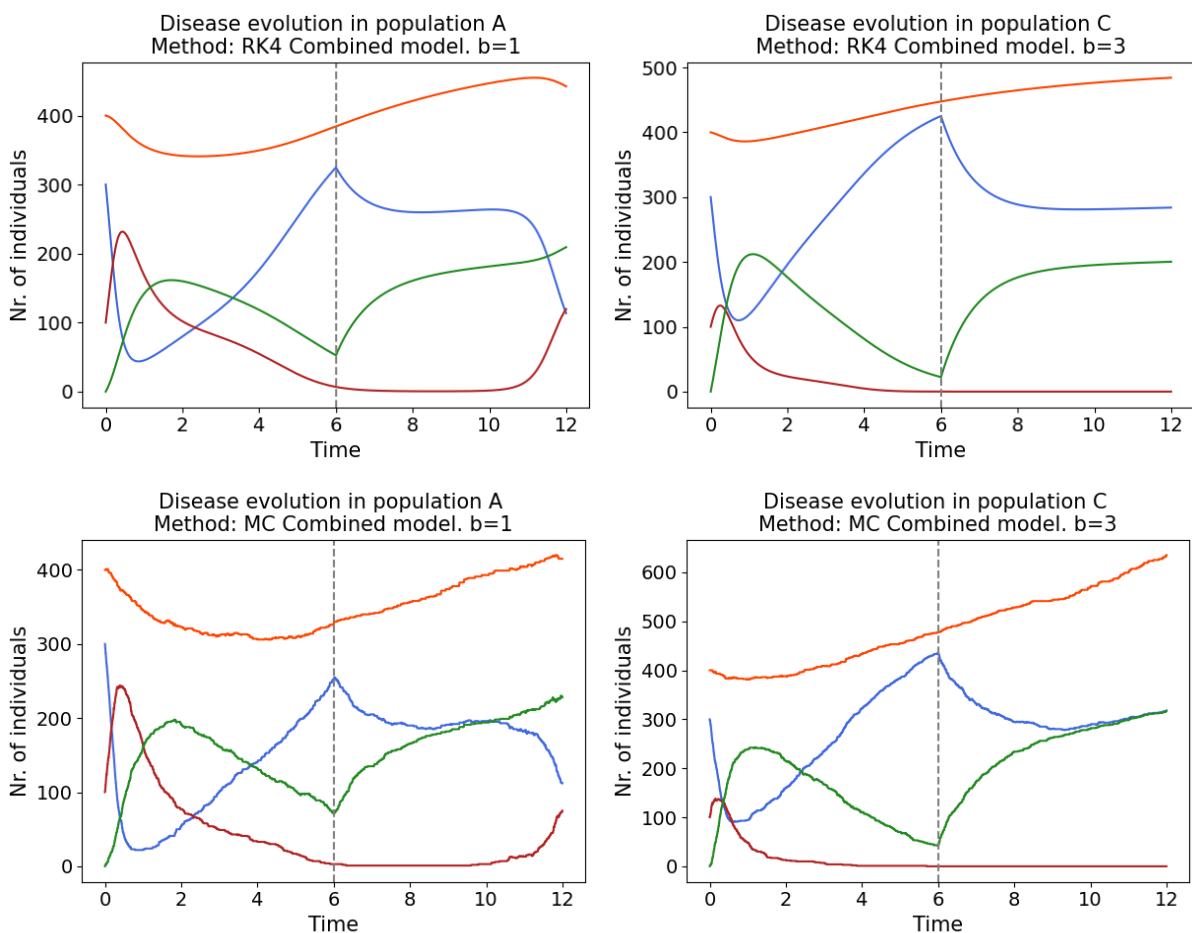 Disease evolution in population A
Method: RK4 Combined model. b=1
Nr. of individuals
400
300
200
100
0
0 2 4 6 8 10 12
Time
Disease evolution in population C
Method: RK4 Combined model. b=3
Nr. of individuals
500
400
300
200
100
0
0 2 4 6 8 10 12
Time
Disease evolution in population A
Method: MC Combined model. b=1
Nr. of individuals
400
300
200
100
0
0 2 4 6 8 10 12
Time
Disease evolution in population C
Method: MC Combined model. b=3
Nr. of individuals
600
500
400
300
200
100
0
0 2 4 6 8 10 12
Time